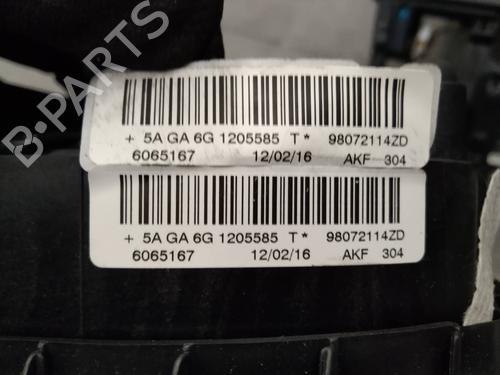 B-PARTS
+ 5A GA 6G 1205585 T* 98072114ZD
6065167 12/02/16 AKF 304
+ 5A GA 6G 1205585 T* 98072114ZD
6065167 12/02/16 AKF 304